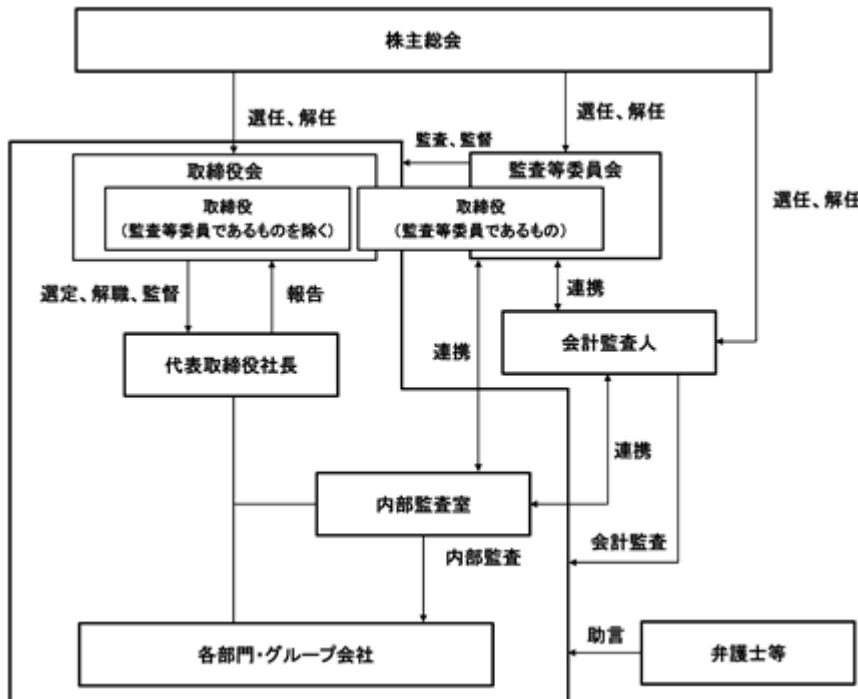 株主総会
選任、解任
選任、解任
監査、監督
取締役会
監査等委員会
選任、解任
取締役
(監査等委員であるものを除く)
取締役
(監査等委員であるもの)
選定、解職、監督
報告
連携
連携
会計監査人
代表取締役社長
連携
内部監査室
会計監査
内部監査
助言
各部門・グループ会社
弁護士等